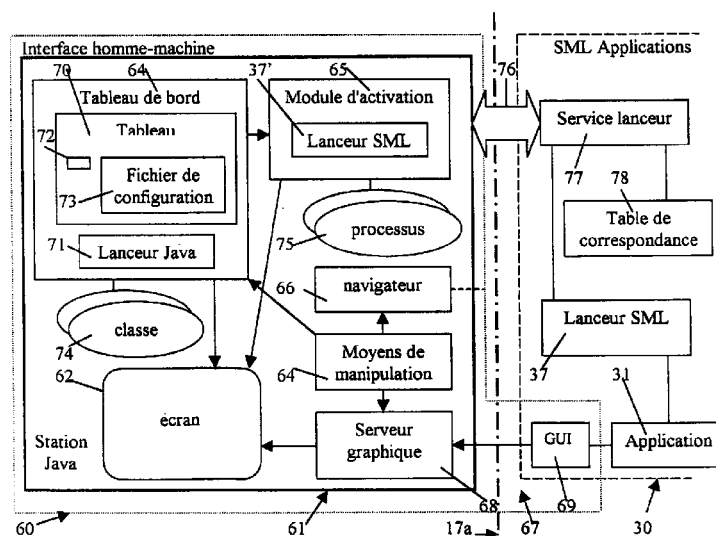 Interface homme-machine
SML Applications
70
64
37'
65
76
Tableau de bord
Module d'activation
Tableau
Lanceur SML
Service lanceur
72
Fichier de
configuration
73
77
78
Table de
correspondance
71
Lanceur Java
75
processus
66
navigateur
classe
74
Lanceur SML
62
Moyens de
manipulation
64
37
31
écran
Station
Java
Serveur
graphique
GUI
Application
60
61
68
17a
67
69
30